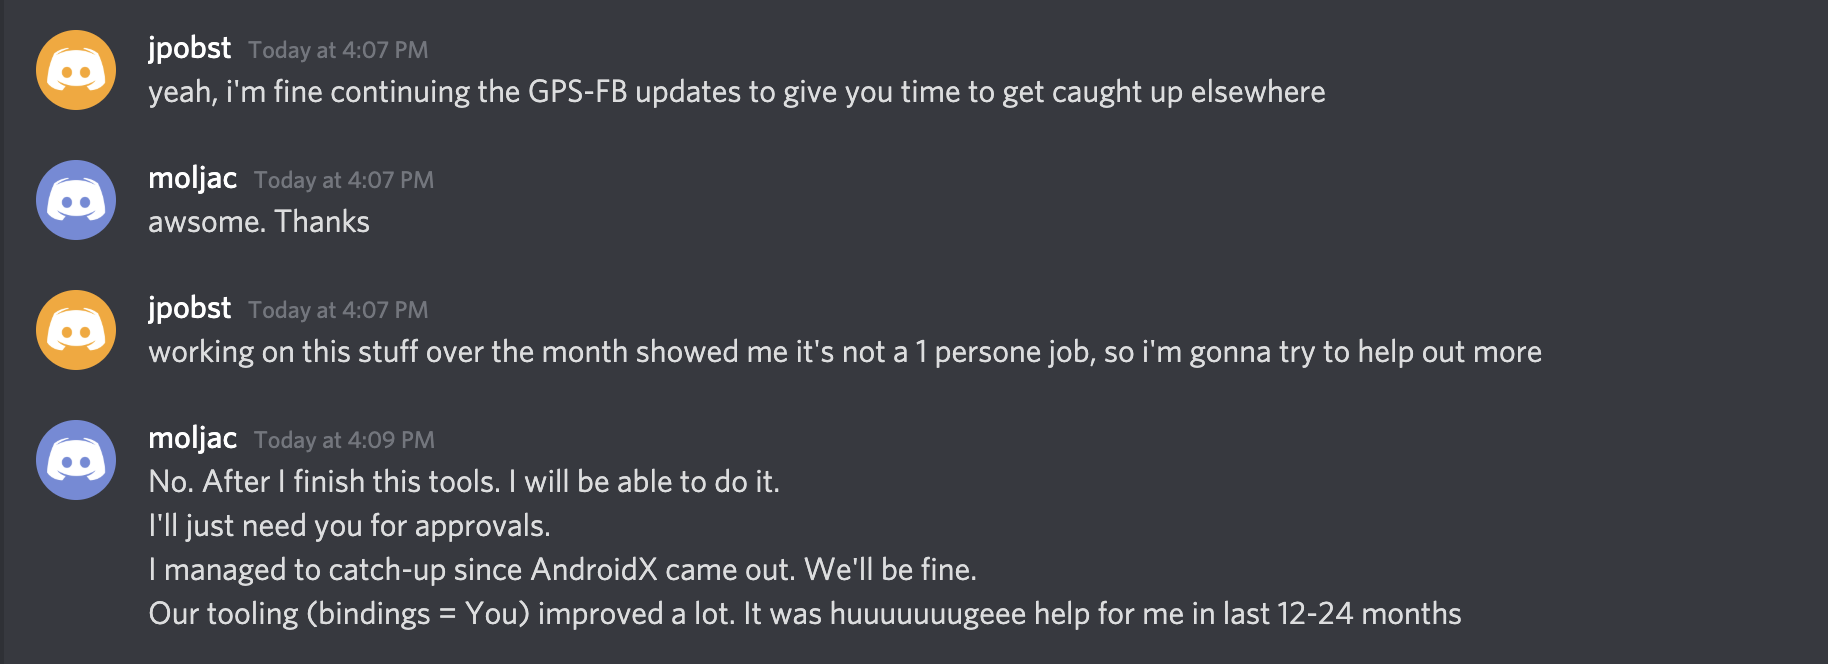 jpobst Today at 4:07 PM
yeah, i'm fine continuing the GPS-FB updates to give you time to get caught up elsewhere
moljac Today at 4:07 PM
awsome. Thanks
jpobst Today at 4:07 PM
working on this stuff over the month showed me it's not a 1 persone job, so i'm gonna try to help out more
moljac Today at 4:09 PM
No. After I finish this tools. I will be able to do it.
I'll just need you for approvals.
I managed to catch-up since AndroidX came out. We'll be fine.
Our tooling (bindings = You) improved a lot. It was huuuuuuugeee help for me in last 12-24 months